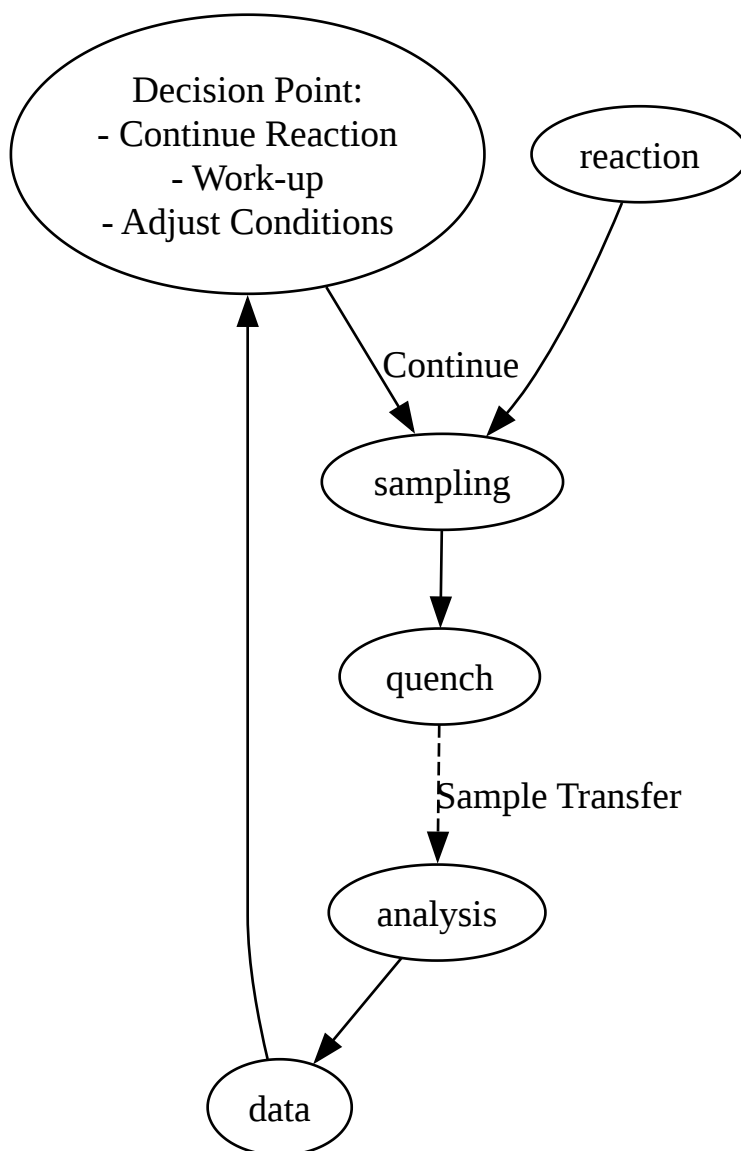 Decision Point:
- Continue Reaction
- Work-up
- Adjust Conditions
reaction
Continue
sampling
quench
Sample Transfer
analysis
data